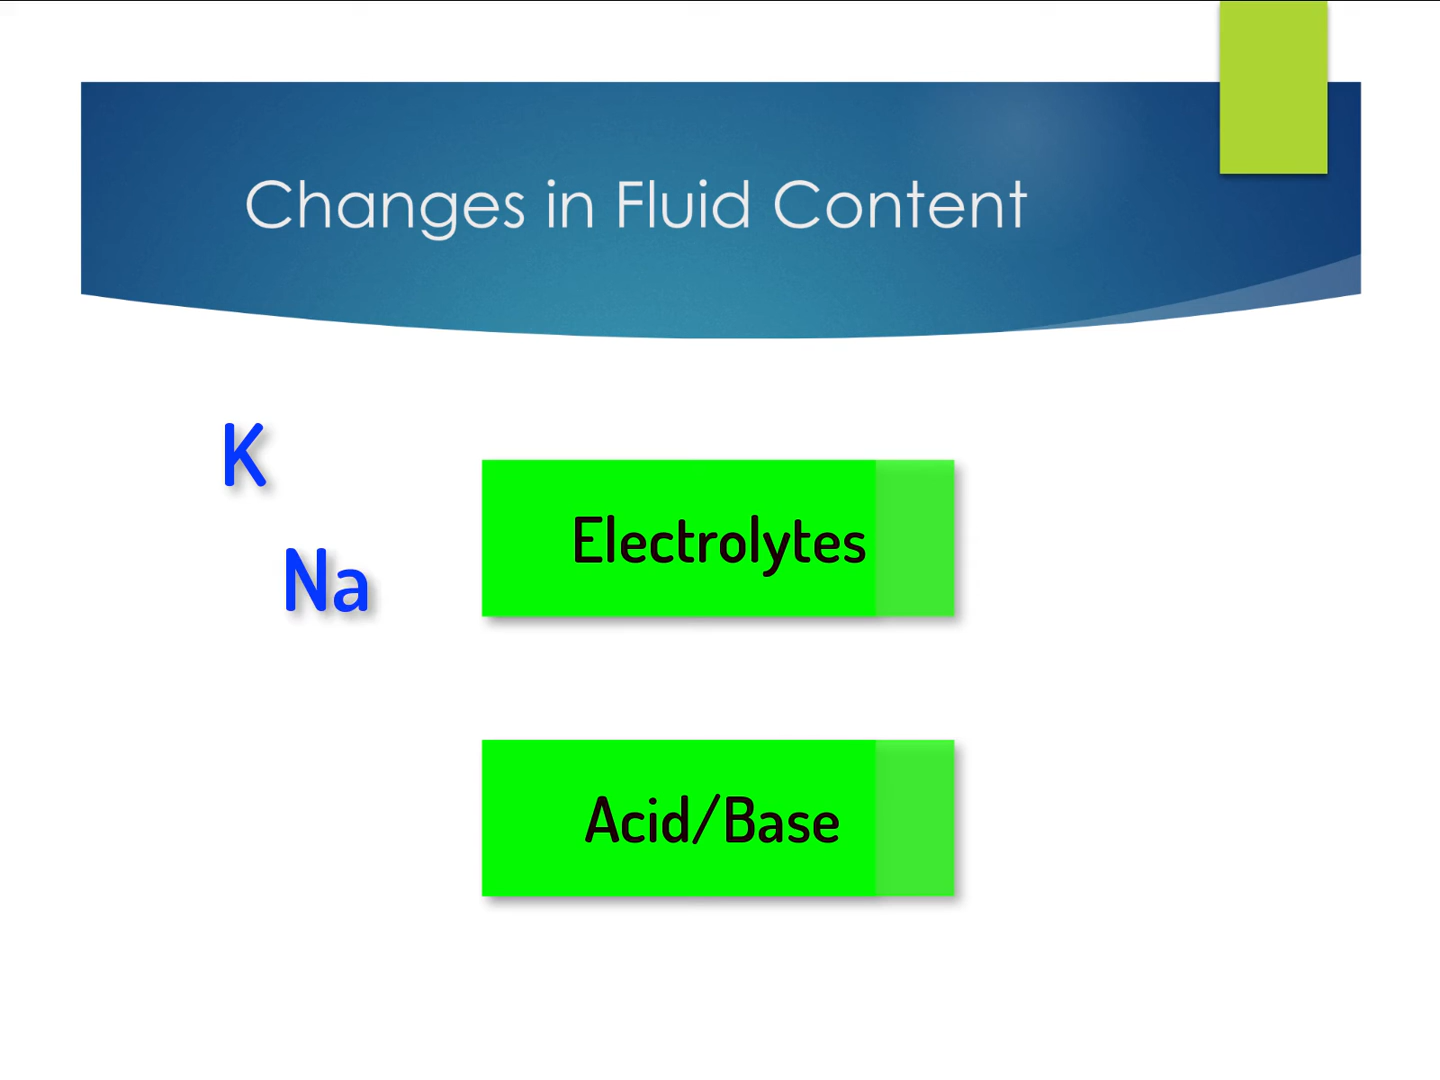 Changes in Fluid Content
K
Electrolytes
Na
Acid/Base